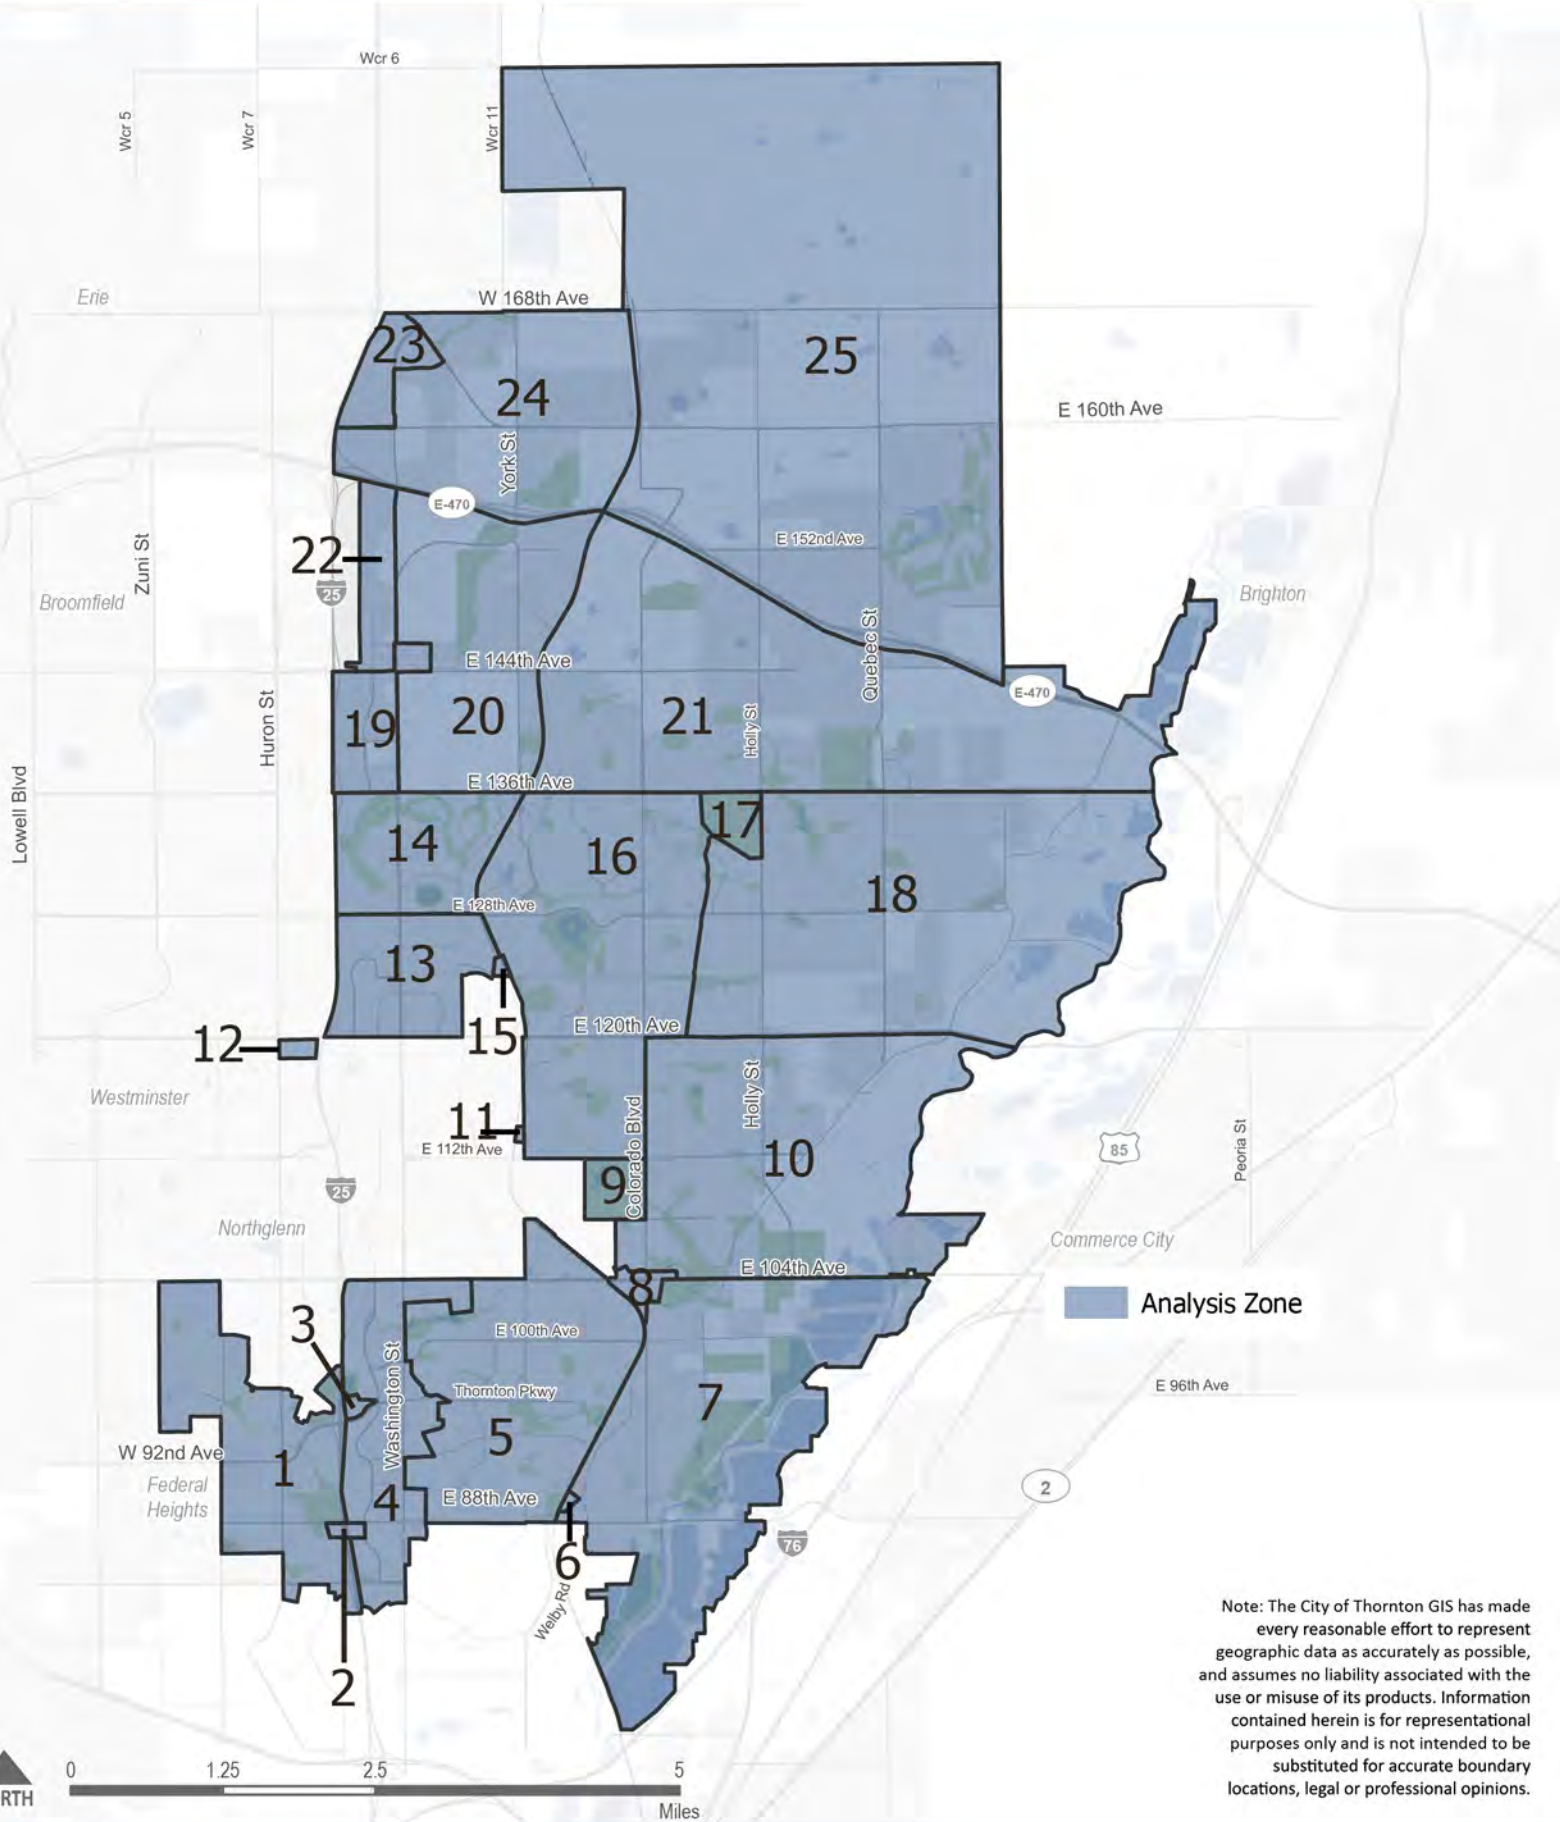 Wcr 6
Wcr 5
Wcr 7
Wcr 11
Erie
W 168th Ave
23
24
25
E 160th Ave
York St
E-470
E 152nd Ave
22
25
Zuni St
Broomfield
Brighton
Quebec St
E 144th Ave
E-470
Huron St
19
20
21
Holly St
E 136th Ave
Lowell Blvd
14
16
17
18
E 128th Ave
13
15
E 120th Ave
12
Westminster
Holly St
11
E 112th Ave
Colorado Blvd
10
85
Peoria St
25
9
Northglenn
Commerce City
E 104th Ave
8
Analysis Zone
3
E 100th Ave
Washington St
Thornton Pkwy
7
E 96th Ave
5
W 92nd Ave
1
Federal
Heights
4
E 88th Ave
2
76
6
Welby Rd
2
Note: The City of Thornton GIS has made
every reasonable effort to represent
geographic data as accurately as possible,
and assumes no liability associated with the
use or misuse of its products. Information
contained herein is for representational
purposes only and is not intended to be
substituted for accurate boundary
locations, legal or professional opinions.
0 1.25 2.5 5
Miles
RTH